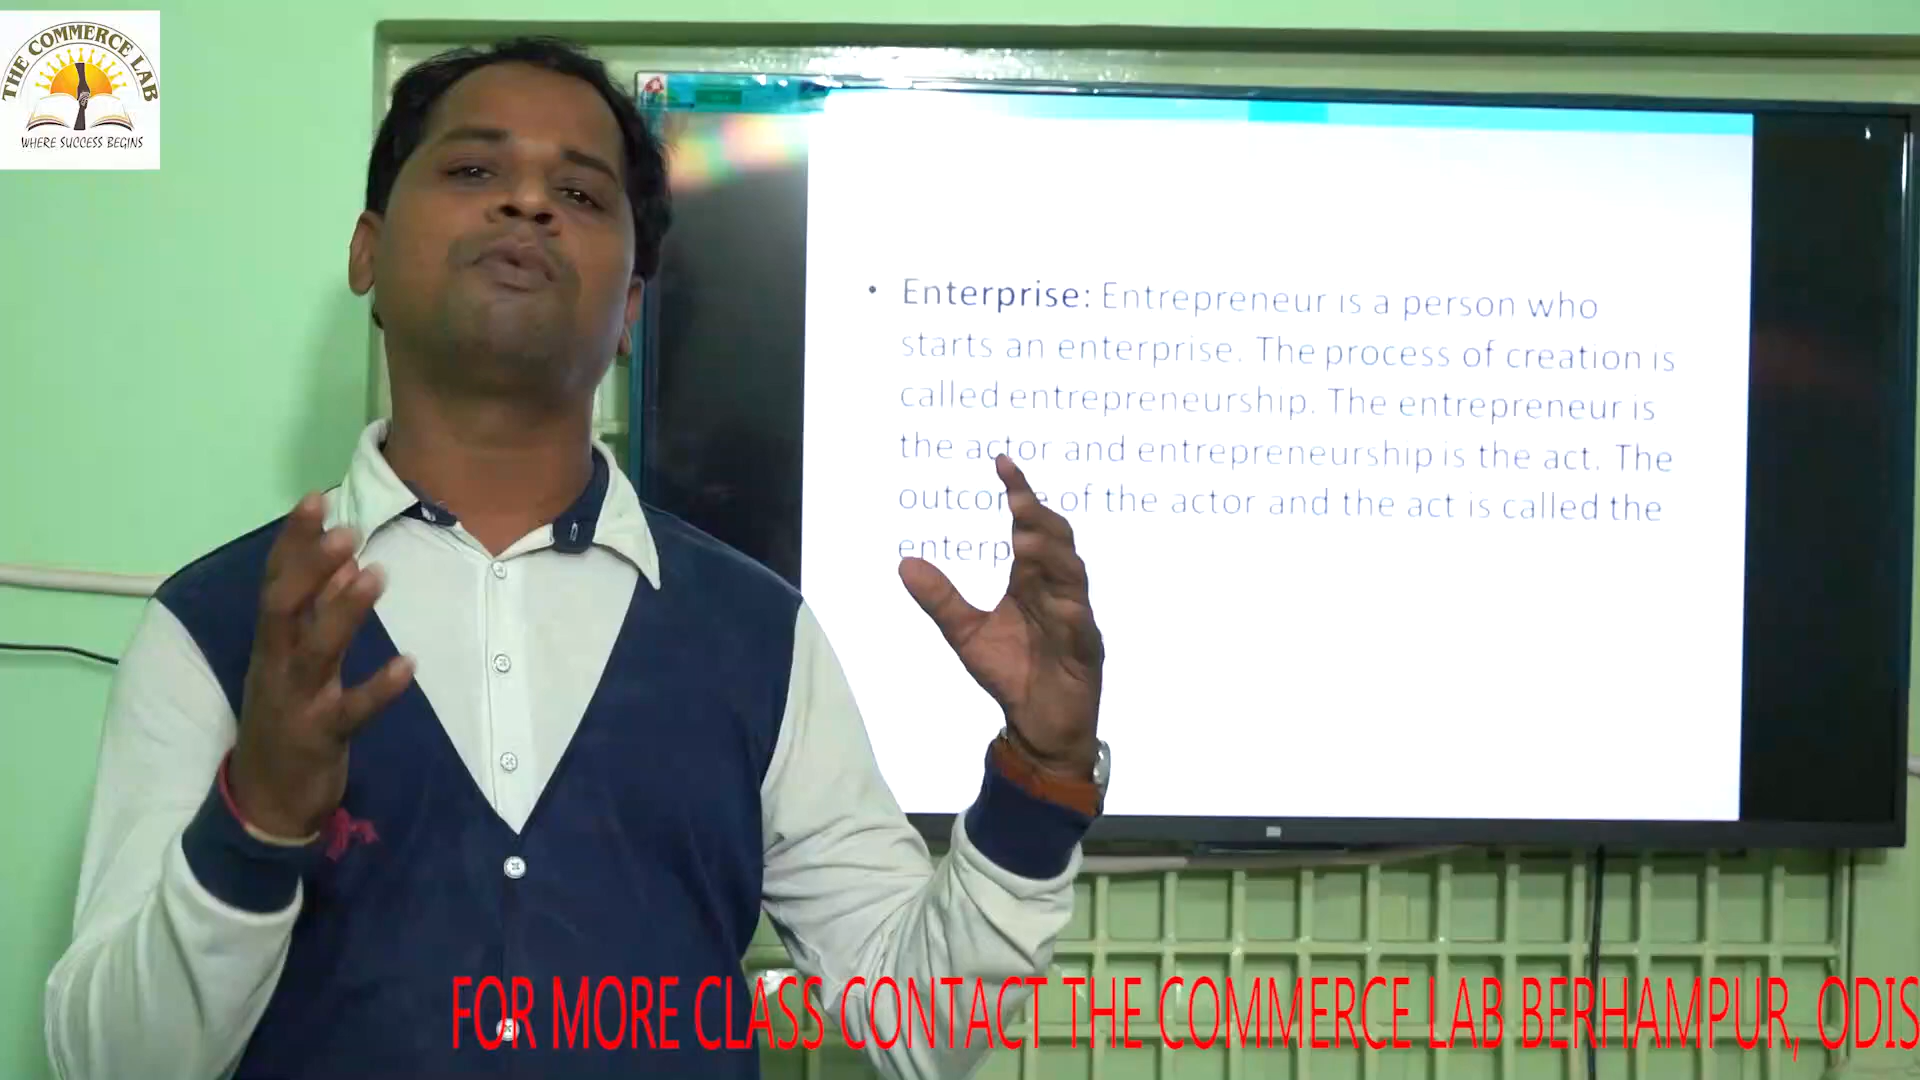 THE COMMERCE LAB
WHERE SUCCESS BEGINS
• Enterprise: Entrepreneur is a person who
starts an enterprise. The process of creation is
called entrepreneurship. The entrepreneur is
the actor and entrepreneurship is the act. The
of the actor and the act is called the
FOR MORE CLASS CONTACT THE COMMERCE LAB BERHAMPUR, ODIS